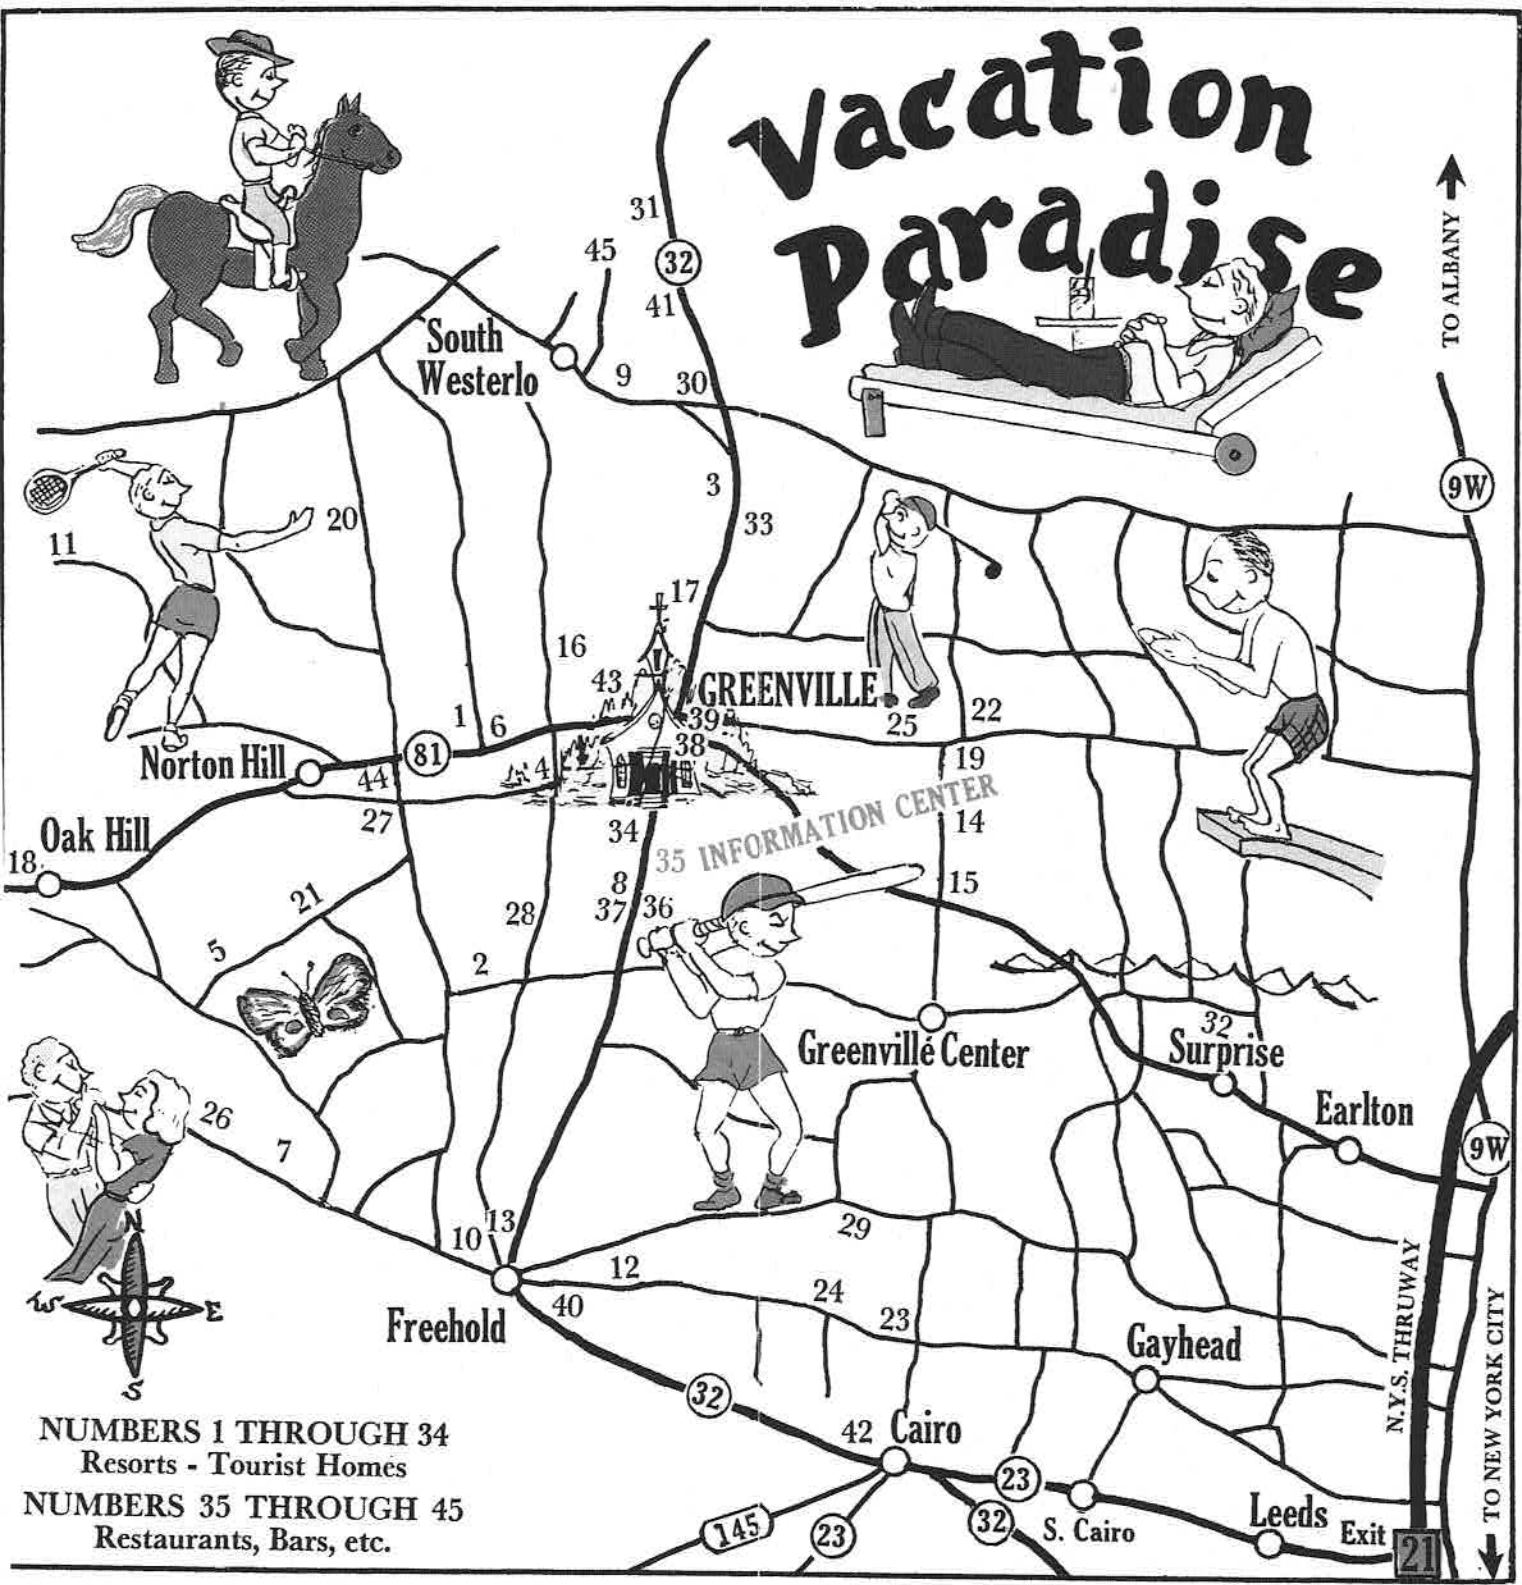 Vacation
Paradise
31
45
32
41
TO ALBANY
South
Westerlo
9
30
9W
3
33
20
11
17
16
43
GREENVILLE
39
25
22
1
6
38
Norton Hill
81
44
4
19
27
34
35 INFORMATION CENTER
14
Oak Hill
18
8
15
21
28
37
36
5
2
32
Greenville Center
Surprise
Earlton
26
7
9W
N
W
E
S
10
13
29
12
24
40
23
Freehold
Gayhead
N.Y.S. THRUWAY
TO NEW YORK CITY
32
42
Cairo
23
145
23
32
S. Cairo
Leeds
Exit
21
NUMBERS 1 THROUGH 34
Resorts - Tourist Homes
NUMBERS 35 THROUGH 45
Restaurants, Bars, etc.